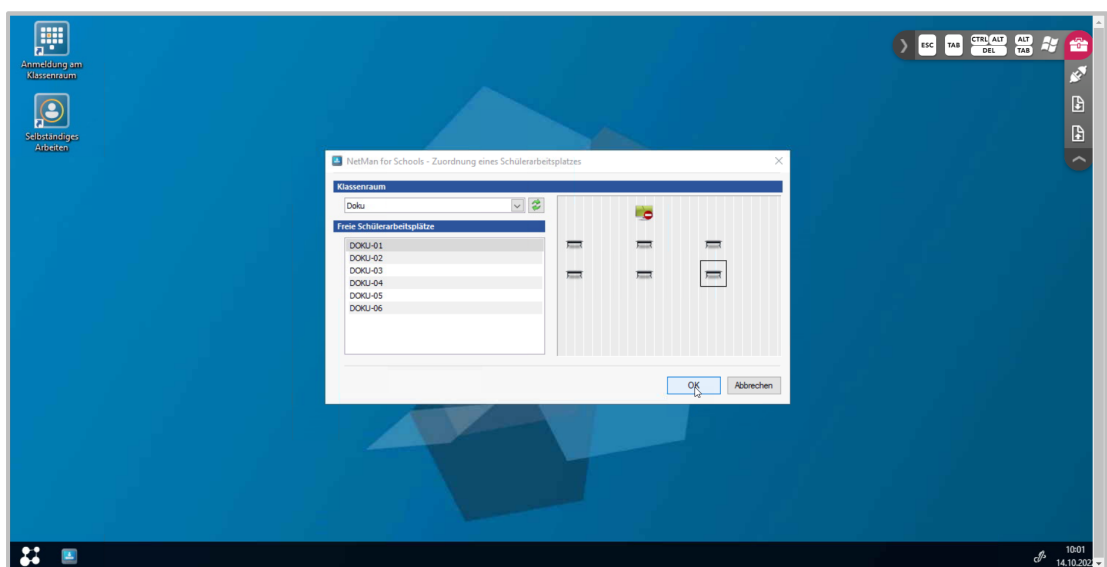 Anmeldung am
Klassenraum
Selbständiges
Arbeiten
ESC
TAB
CTRL ALT
DEL
ALT
TAB
NetMan for Schools - Zuordnung eines Schülerarbeitsplatzes
Klassenraum
Doku
Freie Schülerarbeitsplätze
DOKU-01
DOKU-02
DOKU-03
DOKU-04
DOKU-05
DOKU-06
OK
Abbrechen
10:01
14.10.202